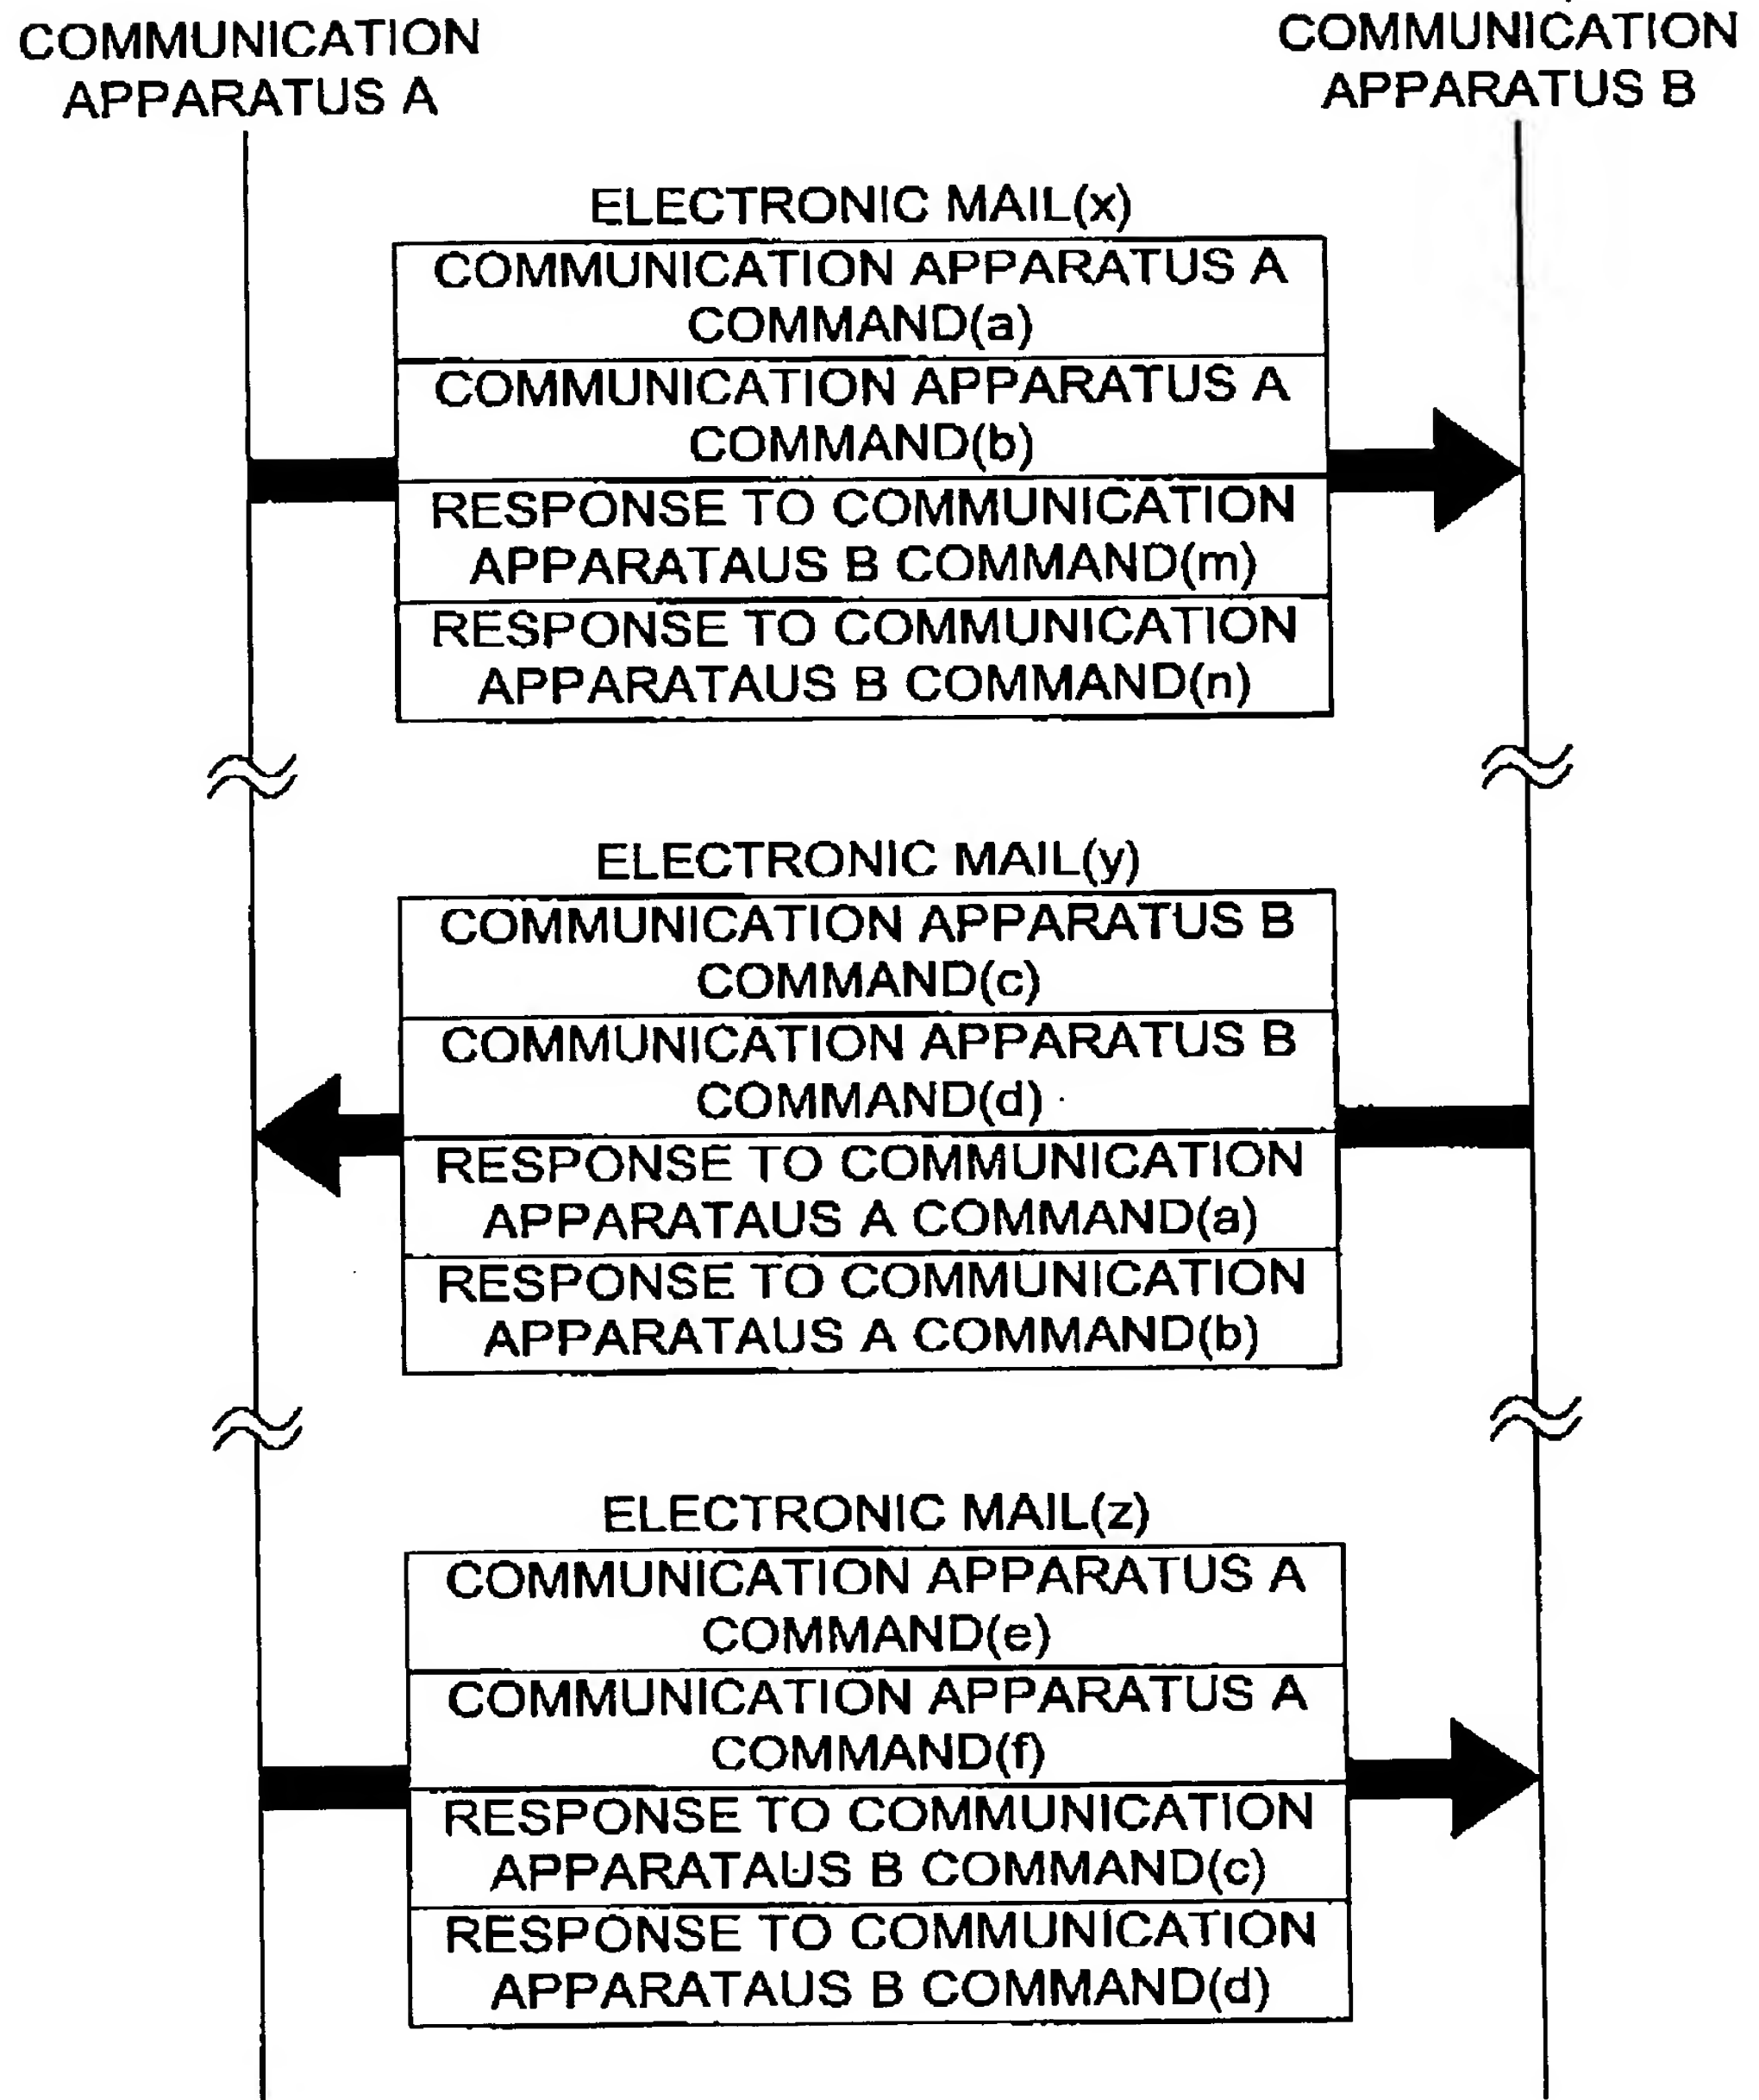 COMMUNICATION
APPARATUS A
COMMUNICATION
APPARATUS B
ELECTRONIC MAIL(x)
COMMUNICATION APPARATUS A
COMMAND(a)
COMMUNICATION APPARATUS A
COMMAND(b)
RESPONSE TO COMMUNICATION
APPARATAUS B COMMAND(m)
RESPONSE TO COMMUNICATION
APPARATAUS B COMMAND(n)
ELECTRONIC MAIL(y)
COMMUNICATION APPARATUS B
COMMAND(c)
COMMUNICATION APPARATUS B
COMMAND(d)
RESPONSE TO COMMUNICATION
APPARATAUS A COMMAND(a)
RESPONSE TO COMMUNICATION
APPARATAUS A COMMAND(b)
ELECTRONIC MAIL(z)
COMMUNICATION APPARATUS A
COMMAND(e)
COMMUNICATION APPARATUS A
COMMAND(f)
RESPONSE TO COMMUNICATION
APPARATAUS B COMMAND(c)
RESPONSE TO COMMUNICATION
APPARATAUS B COMMAND(d)